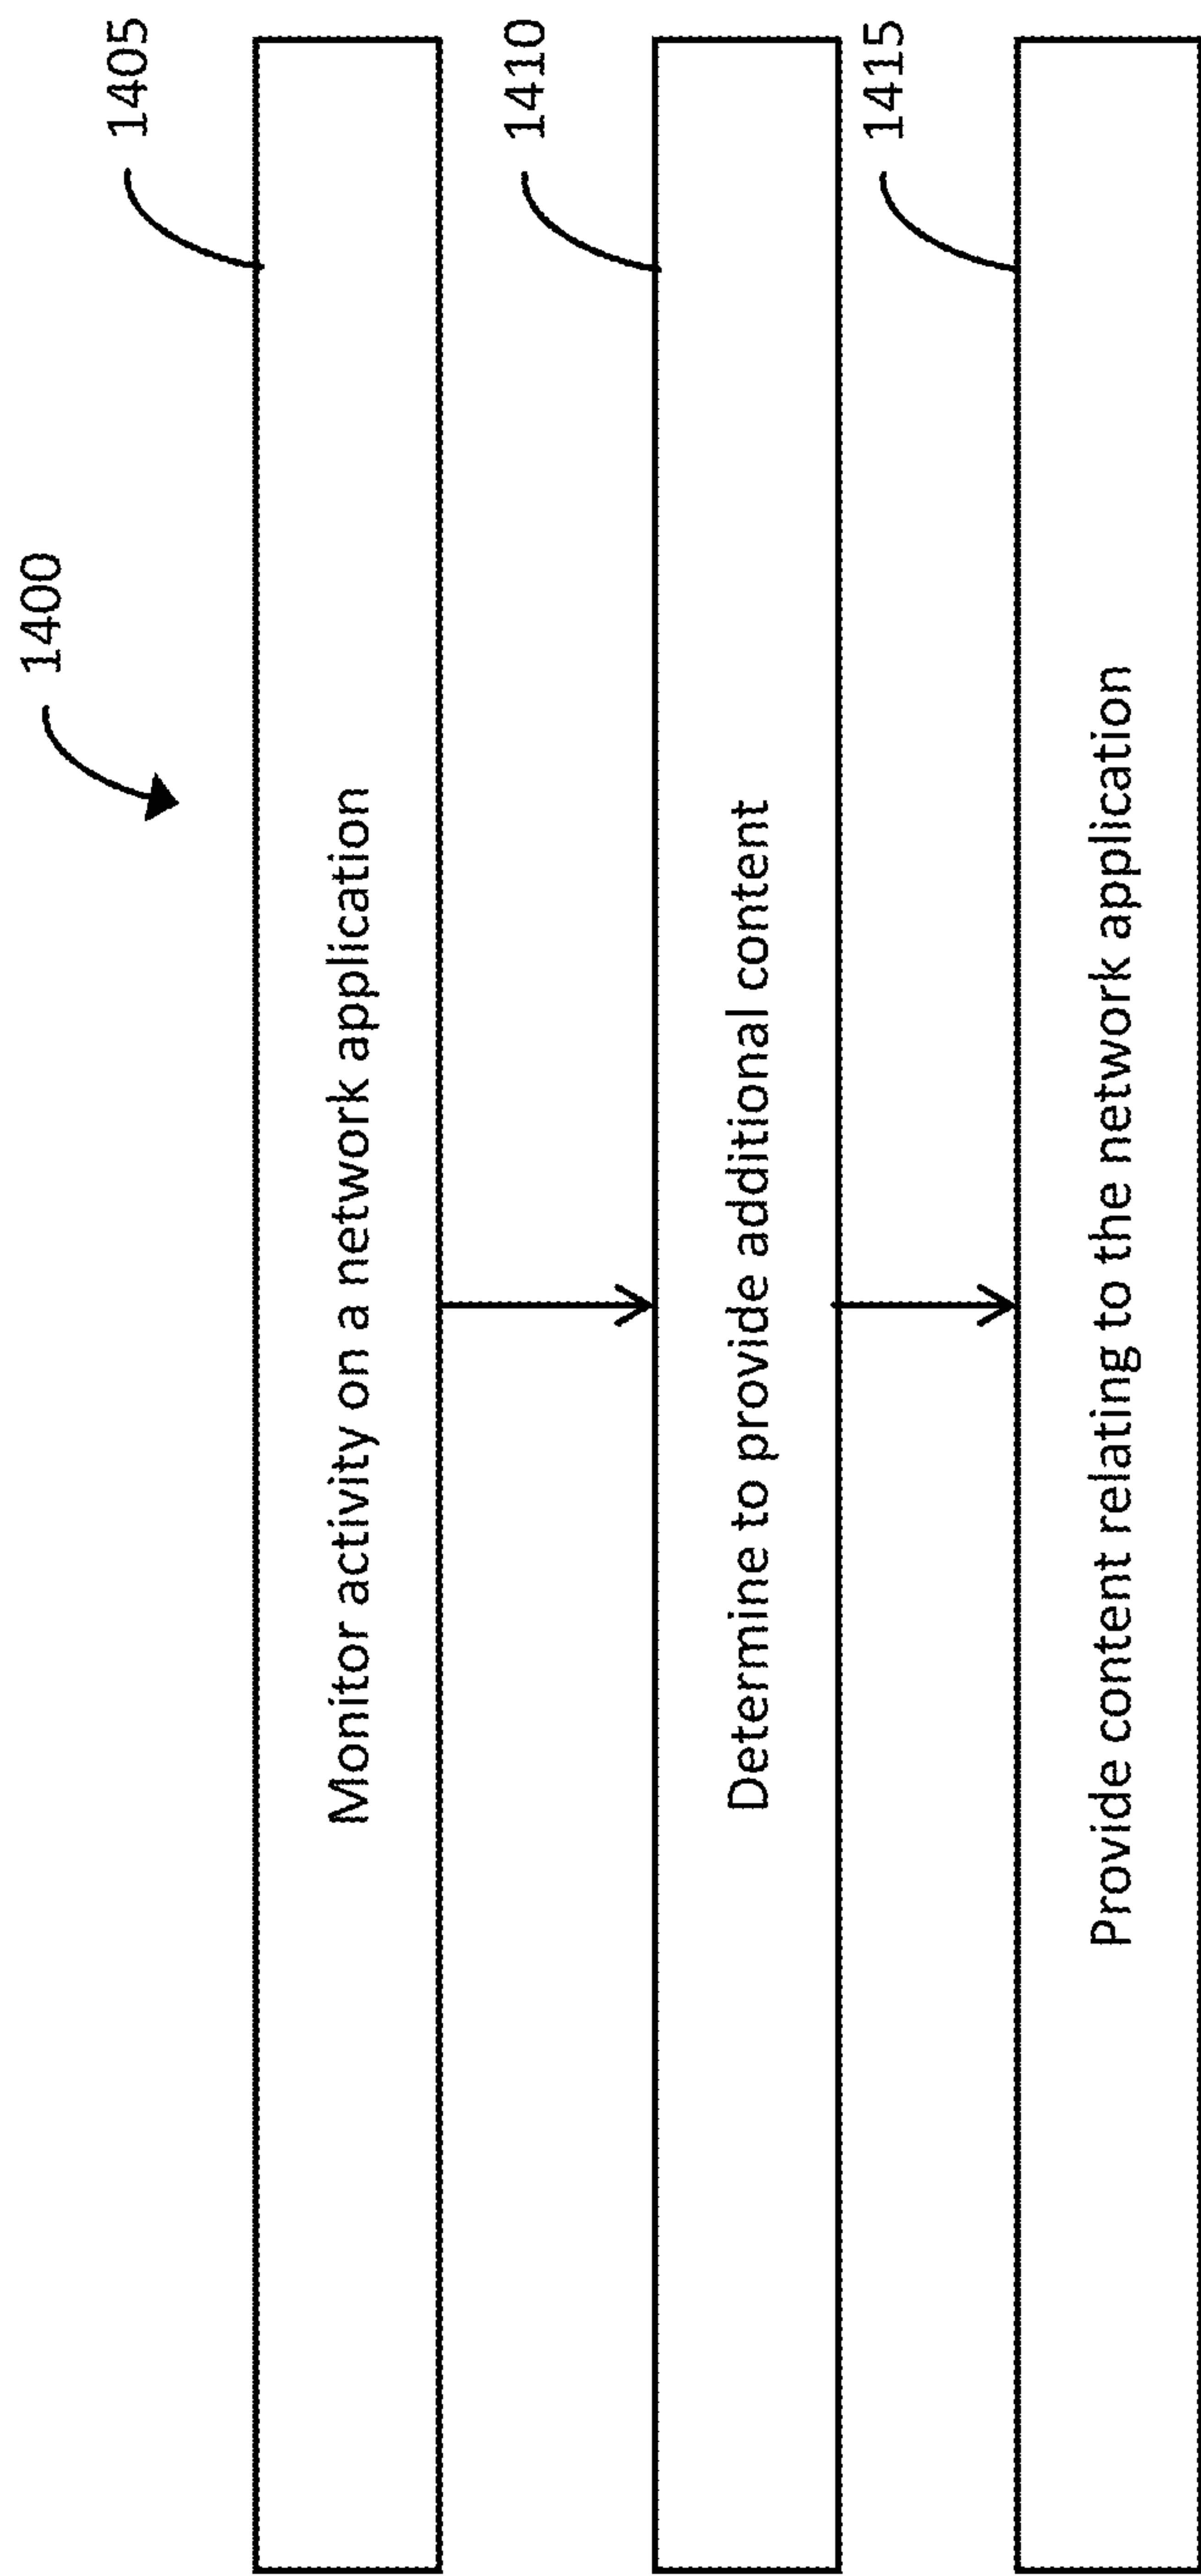 1400
1405
Monitor activity on a network application
1410
Determine to provide additional content
1415
Provide content relating to the network application